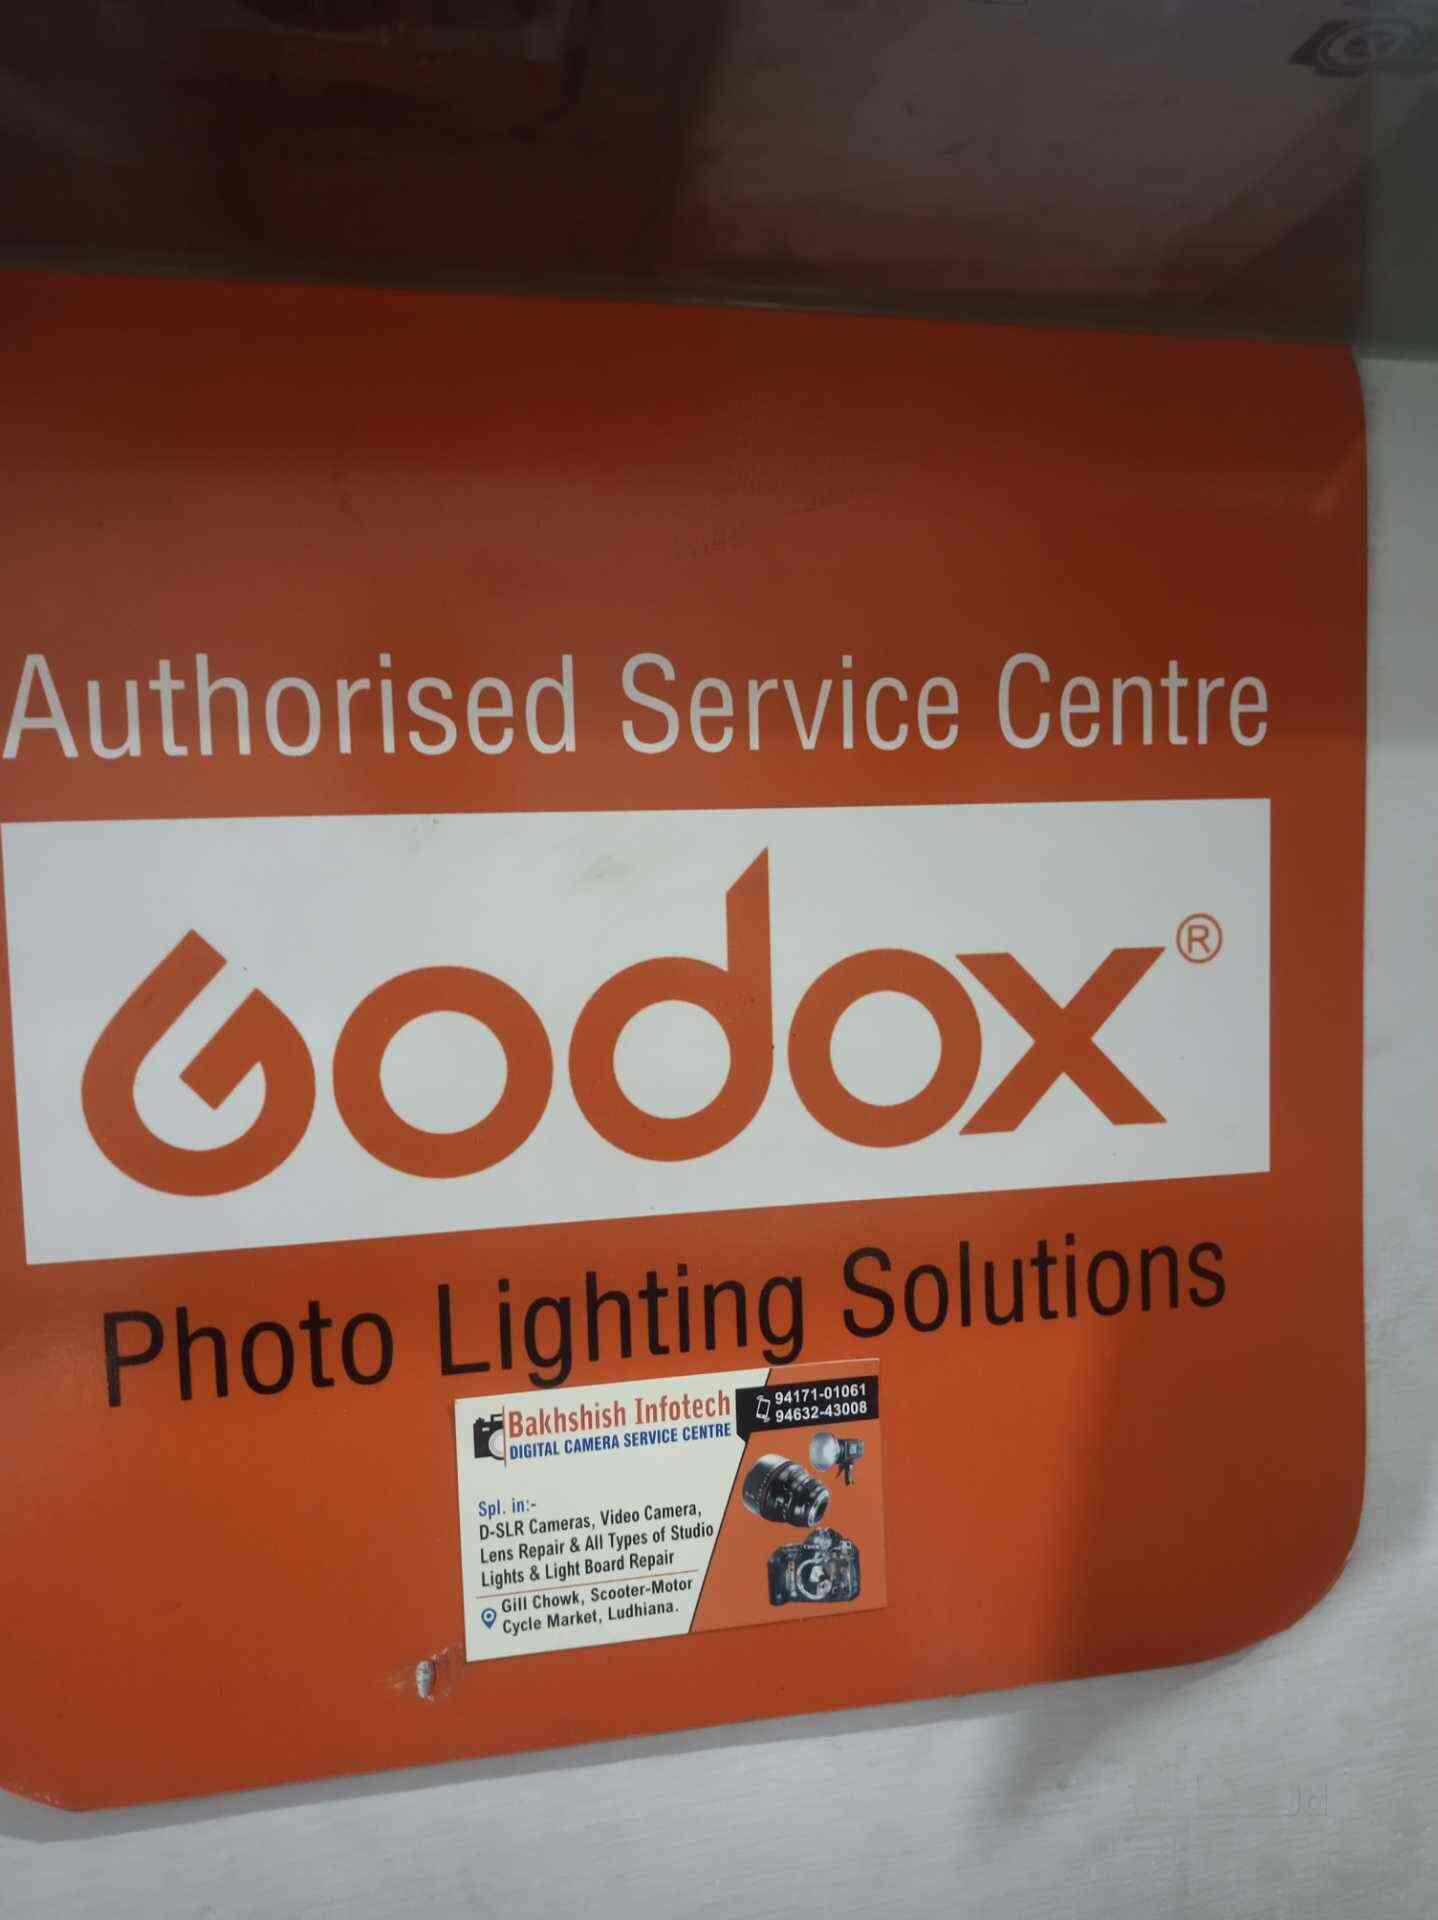 Authorised Service Centre
Godox®
Photo Lighting Solutions
Bakhshish Infotech
DIGITAL CAMERA SERVICE CENTRE
94171-01061
94632-43008
Spl. in:-
D-SLR Cameras, Video Camera,
Lens Repair & All Types of Studio
Lights & Light Board Repair
Gill Chowk, Scooter-Motor
Cycle Market, Ludhiana.